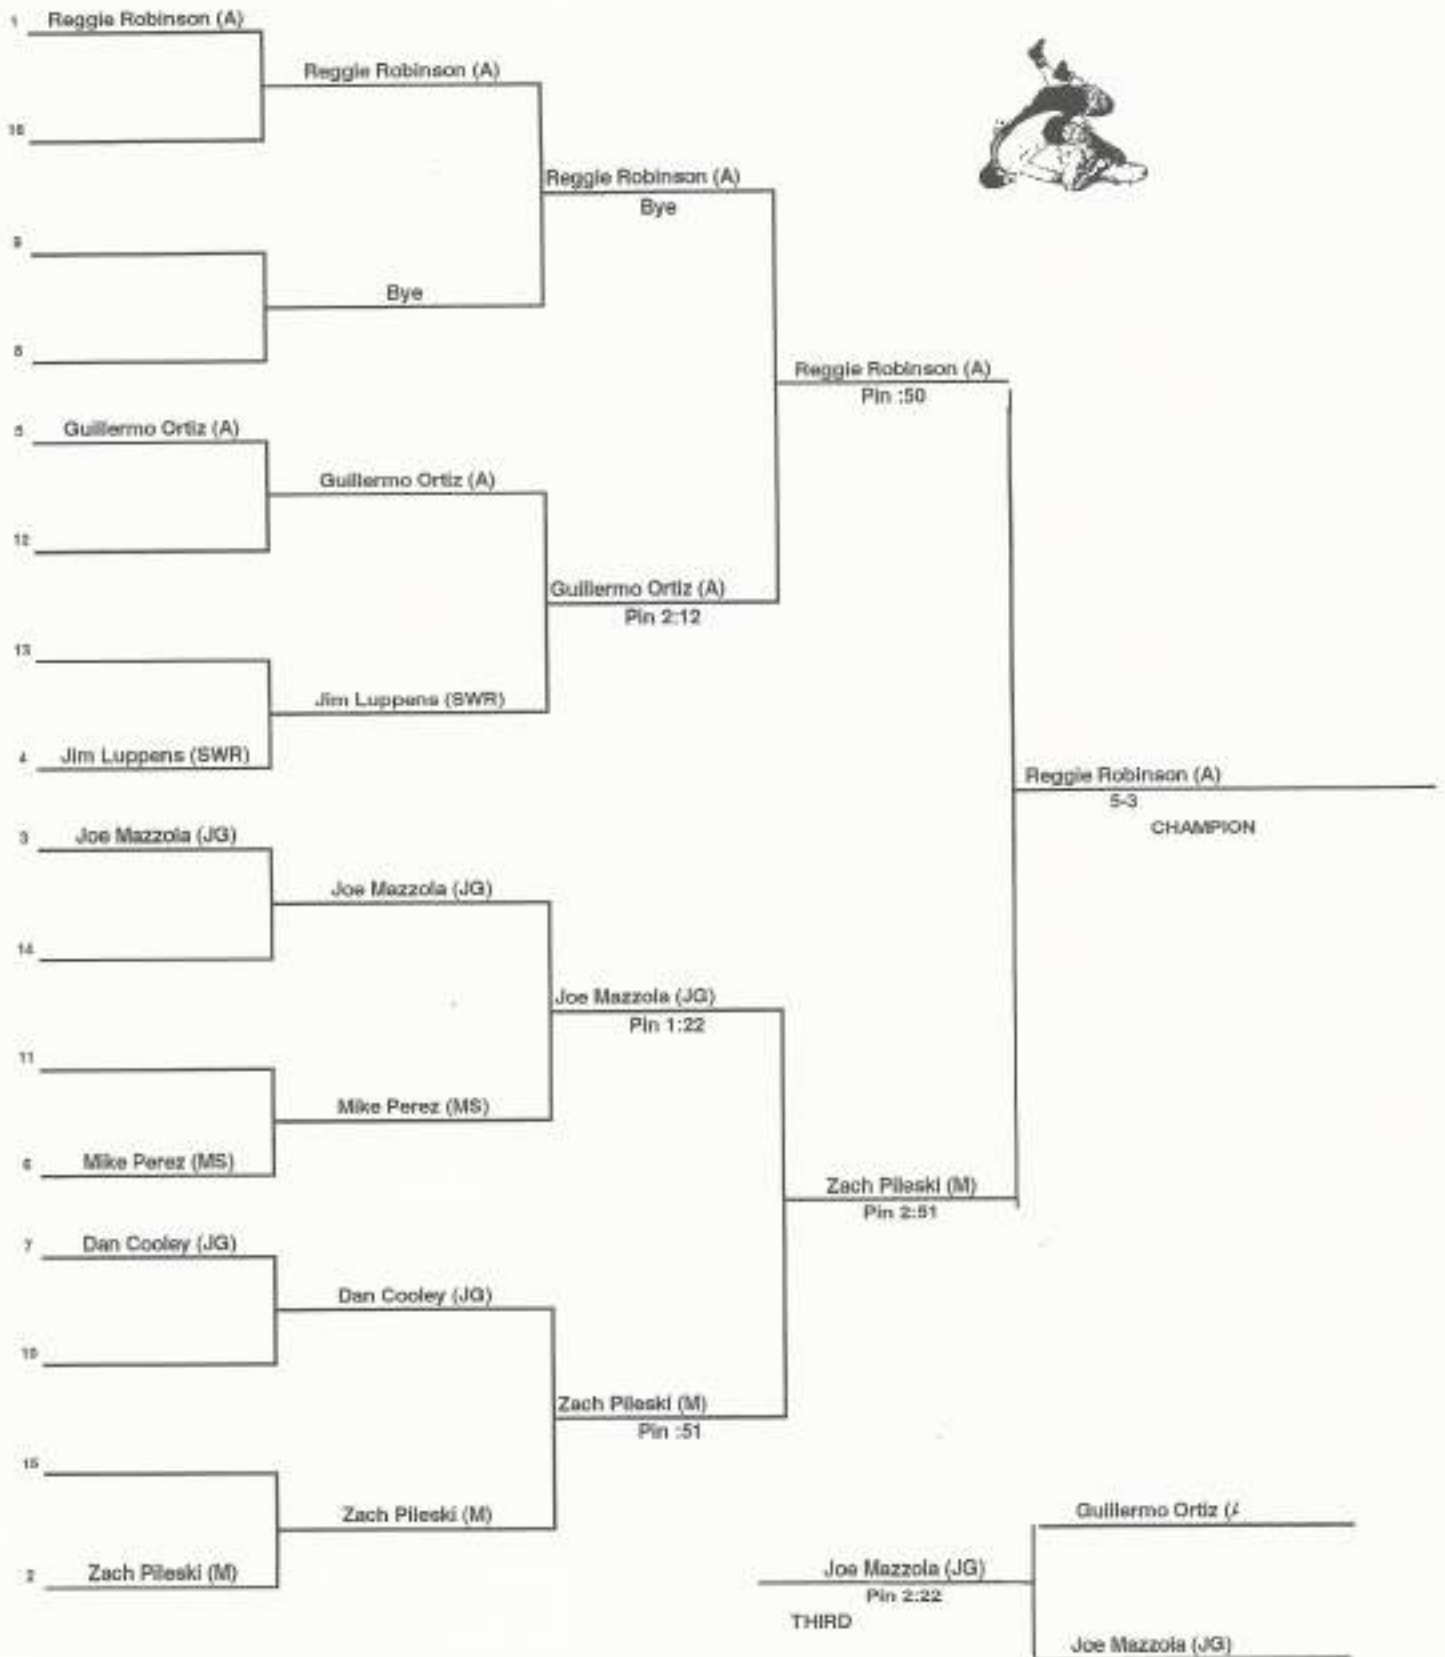 1 Reggie Robinson (A)
Reggie Robinson (A)
16
Reggie Robinson (A)
Bye
9
Bye
8
Reggie Robinson (A)
Pin :50
5 Guillermo Ortiz (A)
Guillermo Ortiz (A)
12
Guillermo Ortiz (A)
Pin 2:12
13
Jim Luppens (SWR)
4 Jim Luppens (SWR)
Reggie Robinson (A)
5-3
CHAMPION
3 Joe Mazzola (JG)
Joe Mazzola (JG)
14
Joe Mazzola (JG)
Pin 1:22
11
Mike Perez (MS)
6 Mike Perez (MS)
Zach Pileski (M)
Pin 2:51
7 Dan Cooley (JG)
Dan Cooley (JG)
10
Zach Pileski (M)
Pin :51
15
Zach Pileski (M)
2 Zach Pileski (M)
Guillermo Ortiz (
Joe Mazzola (JG)
Pin 2:22
THIRD
Joe Mazzola (JG)